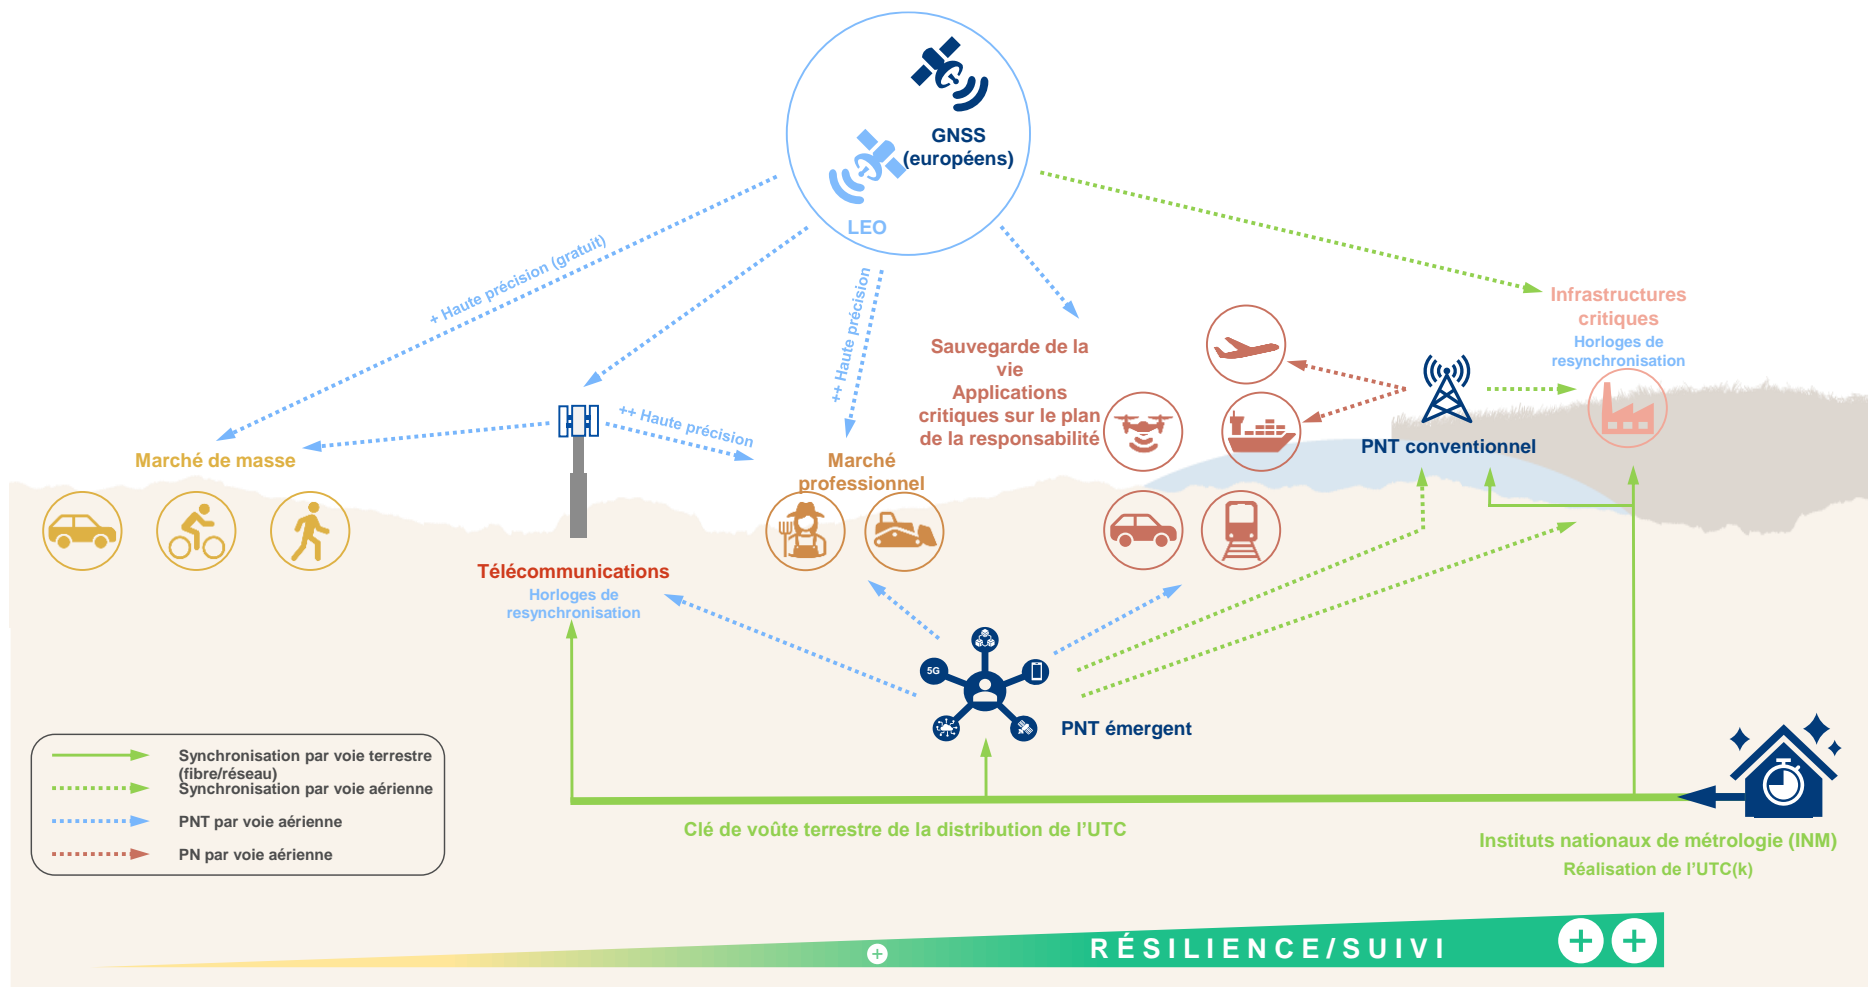 GNSS
(européens)
LEO
+ Haute précision (gratuit)
++ Haute précision
++ Haute précision
Infrastructures
critiques
Horloges de
resynchronisation
Sauvegarde de la
vie
Applications
critiques sur le plan
de la responsabilité
PNT conventionnel
Marché de masse
Marché
professionnel
Télécommunications
Horloges de
resynchronisation
5G
PNT émergent
Synchronisation par voie terrestre
(fibre/réseau)
Synchronisation par voie aérienne
PNT par voie aérienne
PN par voie aérienne
Clé de voûte terrestre de la distribution de l’UTC
Instituts nationaux de métrologie (INM)
Réalisation de l’UTC(k)
RÉSILIENCE/SUIVI